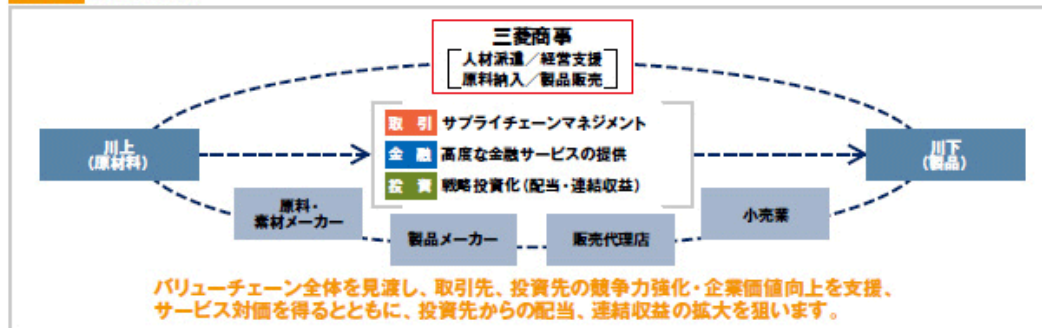 三菱商事
人材派遣／経営支援
原料納入／製品販売
取引 サプライチェーンマネジメント
金融 高度な金融サービスの提供
投資 戦略投資化（配当・連結収益）
川上
（原材料）
川下
（製品）
原料・
素材メーカー
製品メーカー
販売代理店
小売業
バリューチェーン全体を見渡し、取引先、投資先の競争力強化・企業価値向上を支援、
サービス対価を得るとともに、投資先からの配当、連結収益の拡大を狙います。